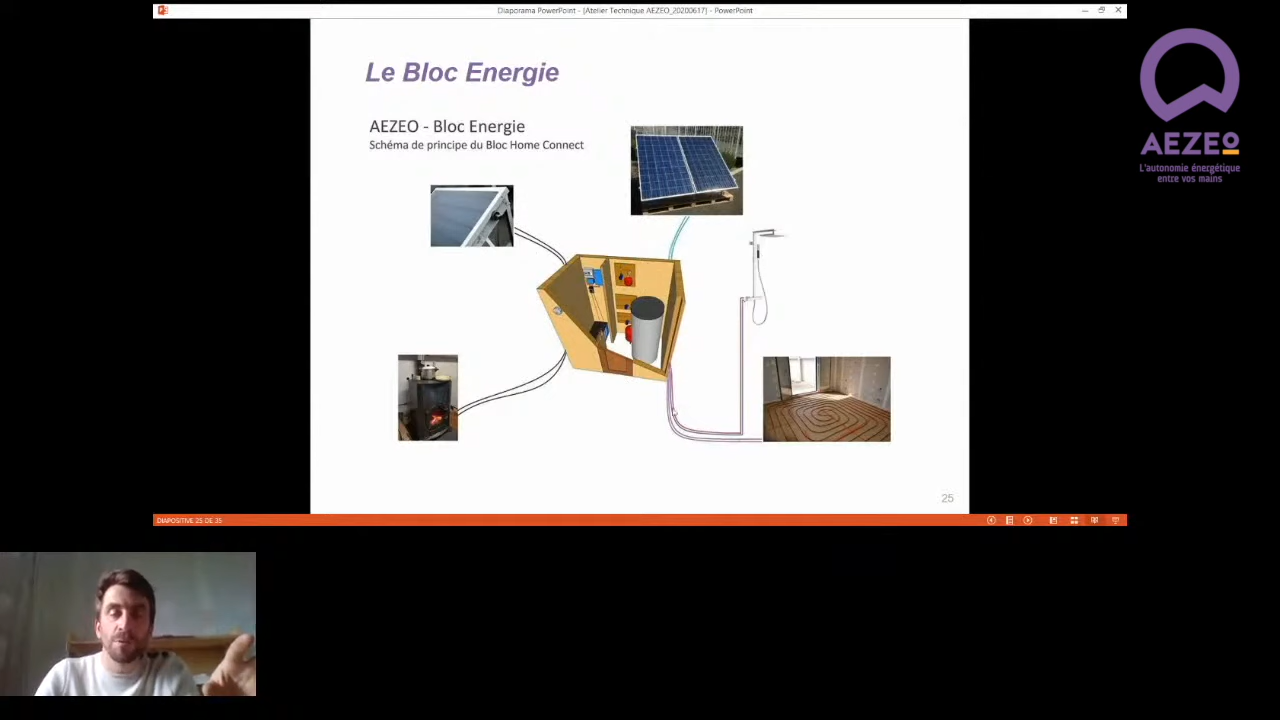 Diaporama PowerPoint - [Atelier Technique AEZEO_20200617] - PowerPoint
Le Bloc Energie
AEZEO - Bloc Energie
Schéma de principe du Bloc Home Connect
25
DIAPOSITIVE 25 DE 35
AEZEO
L'autonomie énergétique
entre vos mains